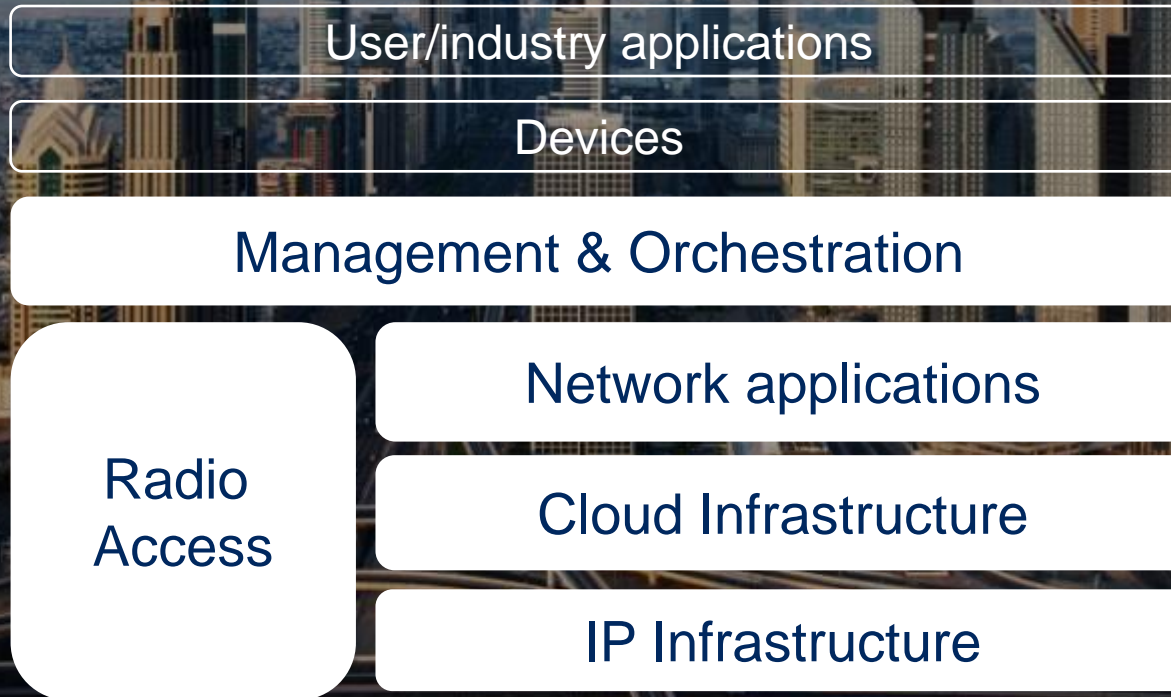 User/industry applications
Devices
Management & Orchestration
Radio
Access
Network applications
Cloud Infrastructure
IP Infrastructure